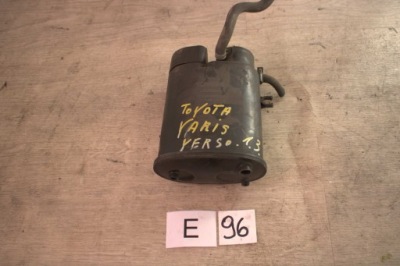 TOYOTA
YARIS
VERSO. 1.3
E 96